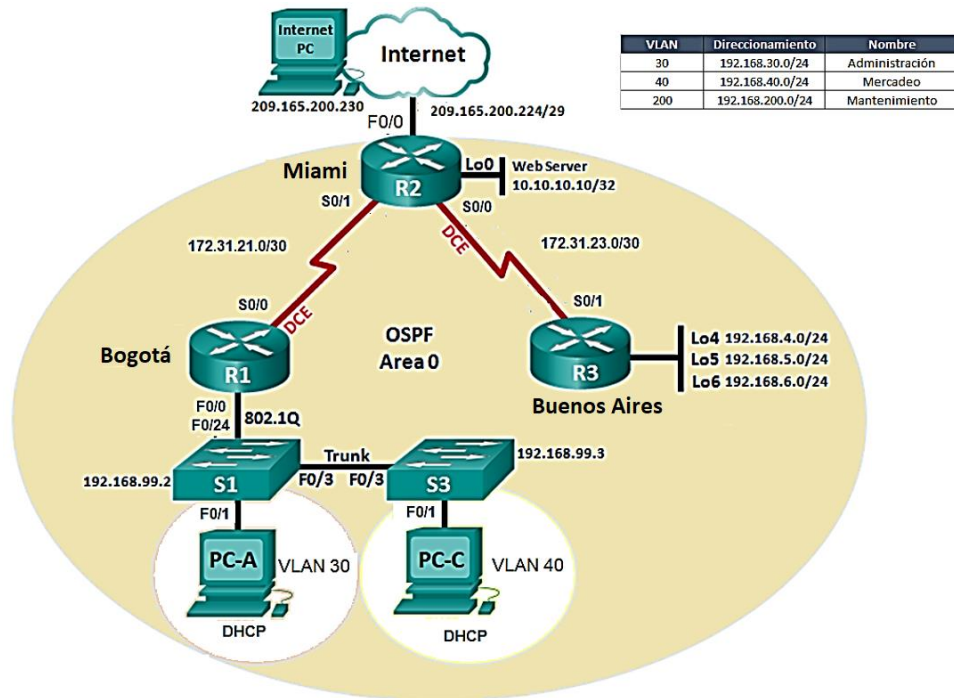 Internet
PC
Internet
209.165.200.230
209.165.200.224/29
F0/0
VLAN Direccionamiento Nombre
30 192.168.30.0/24 Administración
40 192.168.40.0/24 Mercadeo
200 192.168.200.0/24 Mantenimiento
Miami
R2
Lo0
Web Server
10.10.10.10/32
S0/1
S0/0
DCE
172.31.21.0/30
172.31.23.0/30
S0/0
DCE
S0/1
Bogotá
R1
OSPF
Area 0
R3
Buenos Aires
Lo4 192.168.4.0/24
Lo5 192.168.5.0/24
Lo6 192.168.6.0/24
F0/0
F0/24
802.1Q
Trunk
192.168.99.2
S1
F0/3
F0/3
S3
192.168.99.3
F0/1
F0/1
PC-A
VLAN 30
PC-C
VLAN 40
DHCP
DHCP